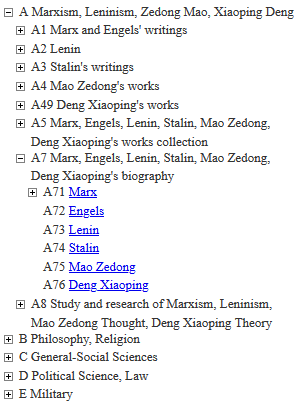 A Marxism, Leninism, Zedong Mao, Xiaoping Deng
A1 Marx and Engels' writings
A2 Lenin
A3 Stalin's writings
A4 Mao Zedong's works
A49 Deng Xiaoping's works
A5 Marx, Engels, Lenin, Stalin, Mao Zedong,
Deng Xiaoping's works collection
A7 Marx, Engels, Lenin, Stalin, Mao Zedong,
Deng Xiaoping's biography
A71 Marx
A72 Engels
A73 Lenin
A74 Stalin
A75 Mao Zedong
A76 Deng Xiaoping
A8 Study and research of Marxism, Leninism,
Mao Zedong Thought, Deng Xiaoping Theory
B Philosophy, Religion
C General-Social Sciences
D Political Science, Law
E Military